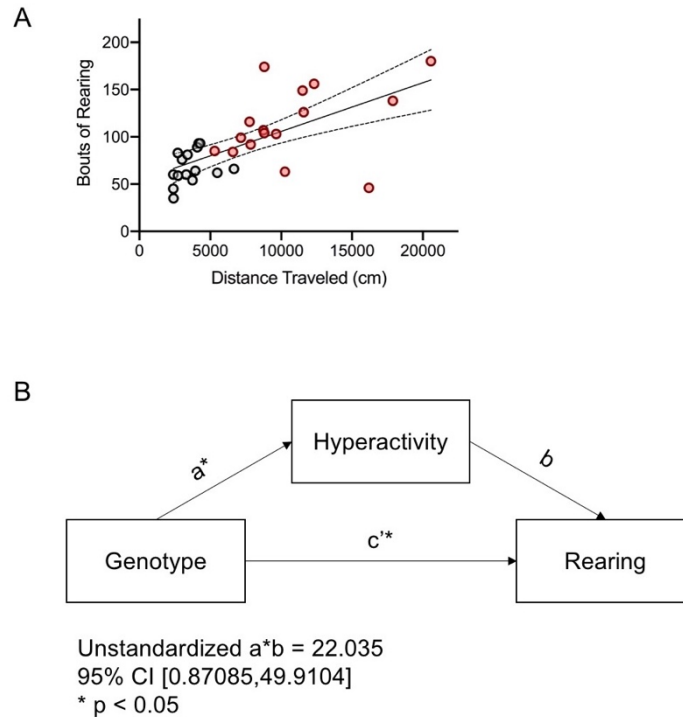 A
200
150
100
50
0
Bouts of Rearing
0 5000 10000 15000 20000
Distance Traveled (cm)
B
Hyperactivity
a*
b
Genotype
c’*
Rearing
Unstandardized a*b = 22.035
95% CI [0.87085,49.9104]
* p < 0.05